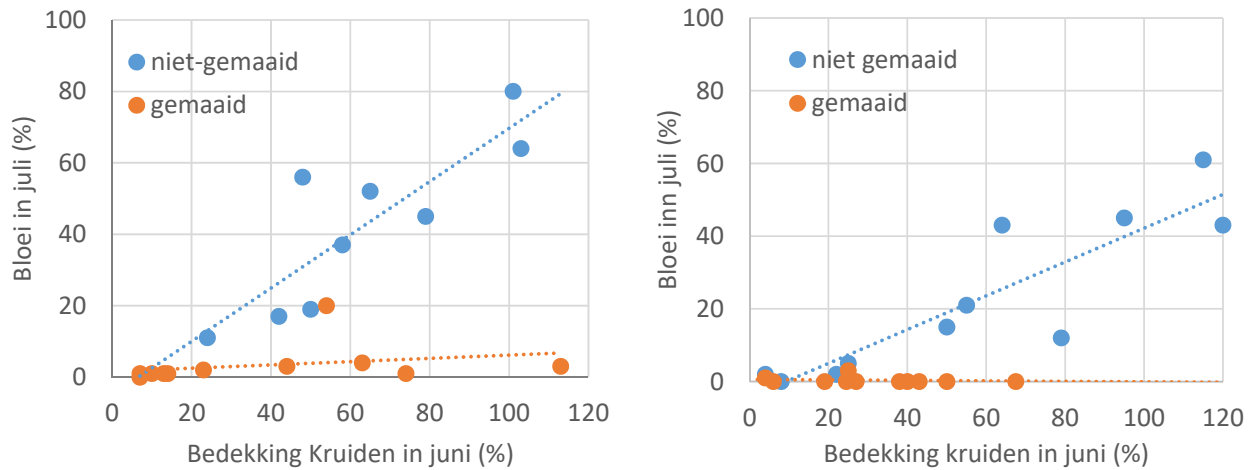 100
80
60
40
20
0
Bloei in juli (%)
niet-gemaaid
gemaaid
0 20 40 60 80 100 120
Bedekking Kruiden in juni (%)
100
80
60
40
20
0
Bloei inn juli (%)
niet gemaaid
gemaaid
0 20 40 60 80 100 120
Bedekking kruiden in juni (%)